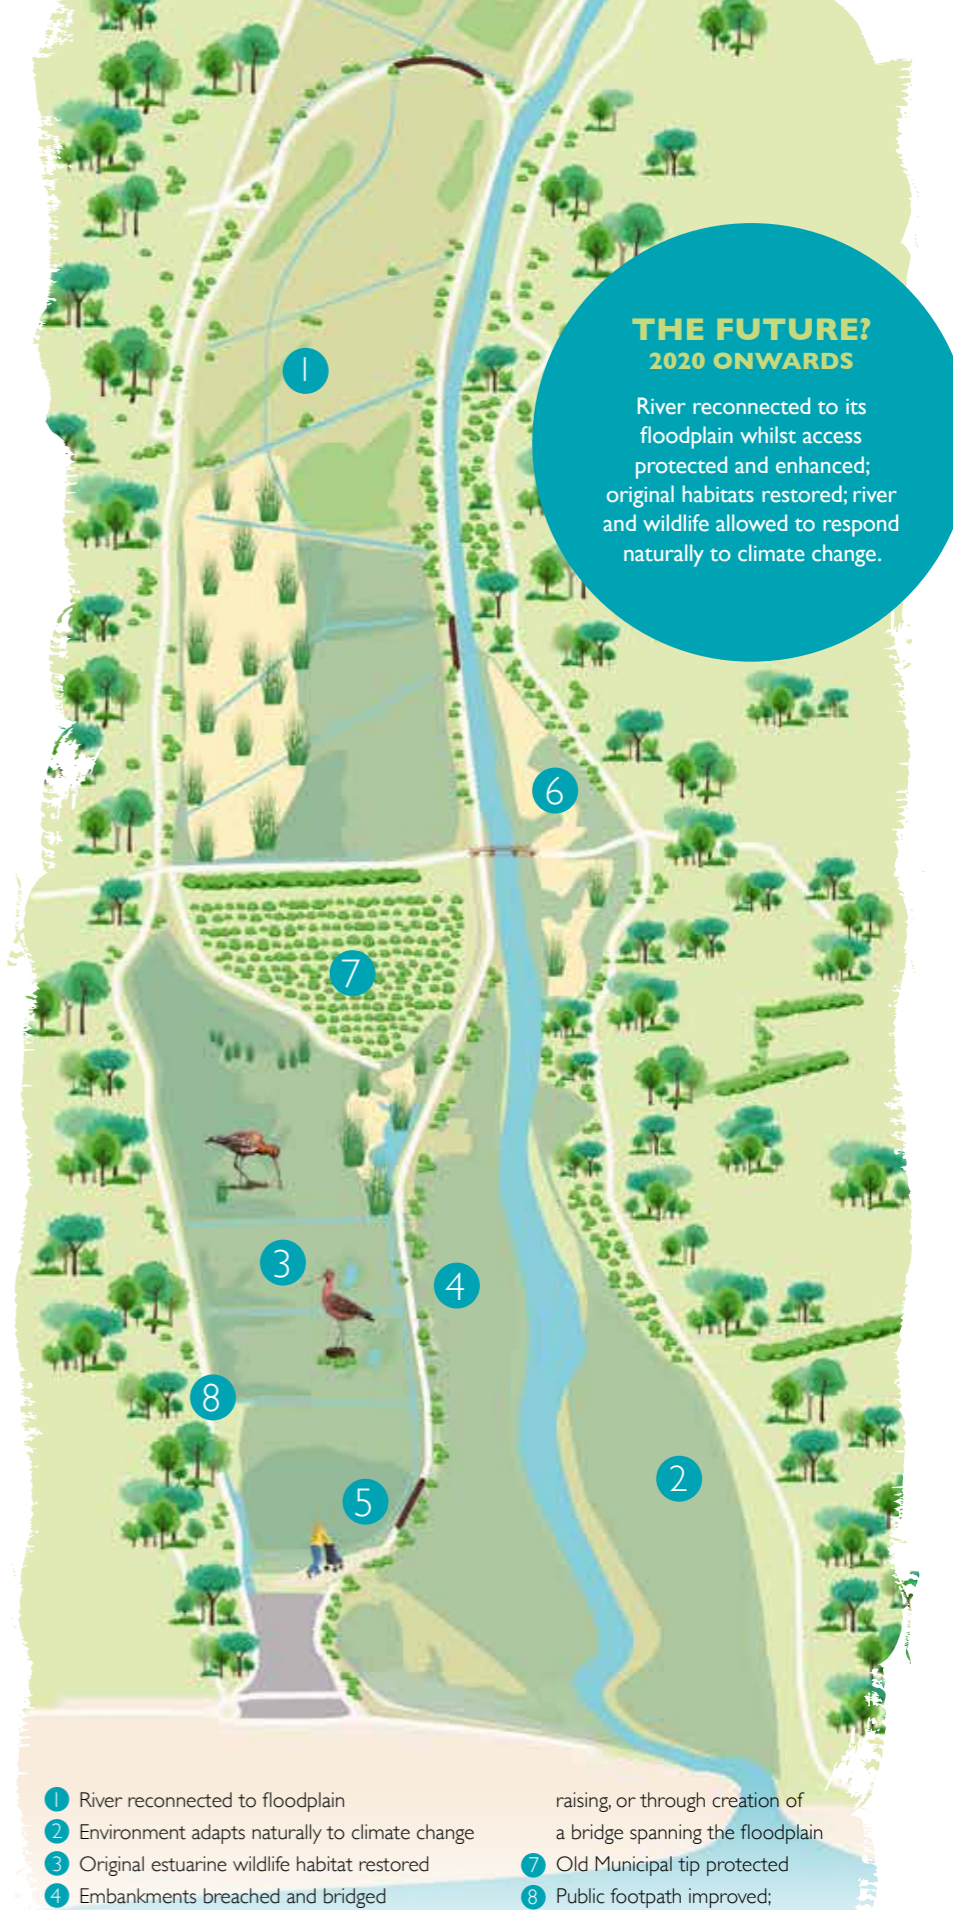 THE FUTURE?
2020 ONWARDS
River reconnected to its
floodplain whilst access
protected and enhanced;
original habitats restored; river
and wildlife allowed to respond
naturally to climate change.
1
6
7
3
4
8
5
2
1 River reconnected to floodplain
2 Environment adapts naturally to climate change
3 Original estuarine wildlife habitat restored
4 Embankments breached and bridged
raising, or through creation of
a bridge spanning the floodplain
7 Old Municipal tip protected
8 Public footpath improved;